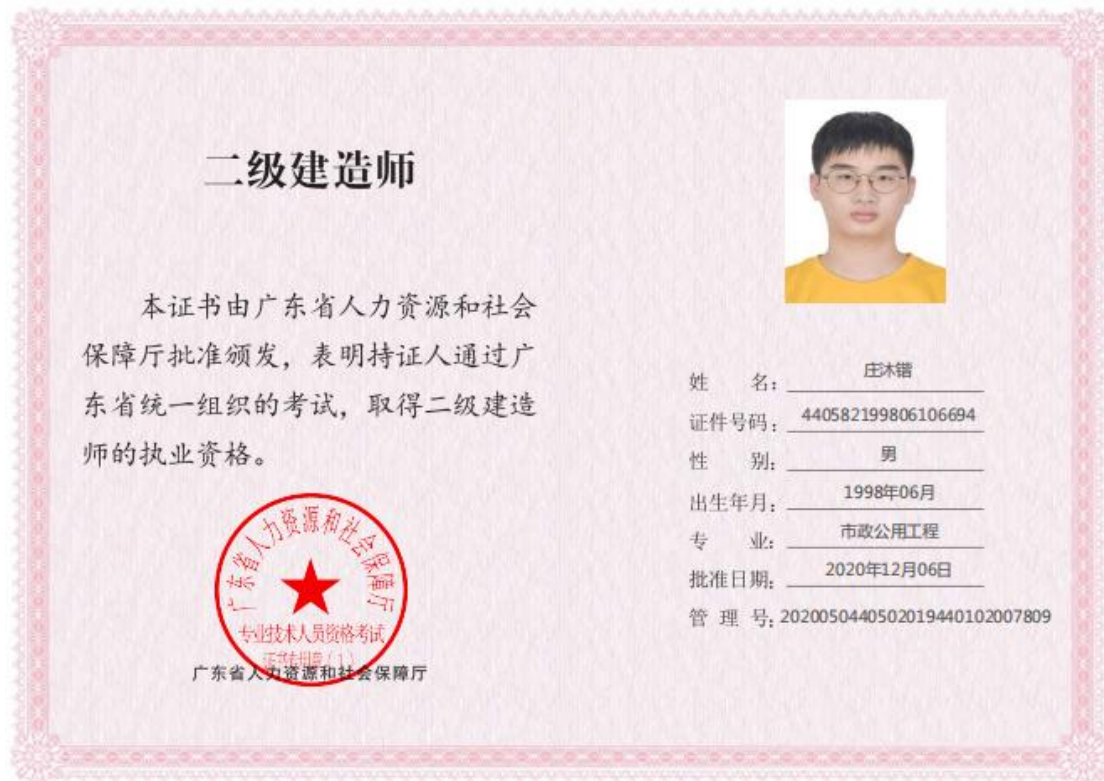 二级建造师
本证书由广东省人力资源和社会
保障厅批准颁发，表明持证人通过广
东省统一组织的考试，取得二级建造
师的执业资格。
广东省人力资源和社会保障厅
专业技术人员资格考试
证书专用章（1）
广东省人力资源和社会保障厅
姓 名：庄沐锴
证件号码：440582199806106694
性 别：男
出生年月：1998年06月
专 业：市政公用工程
批准日期：2020年12月06日
管 理 号：20200504405020194401020078​09